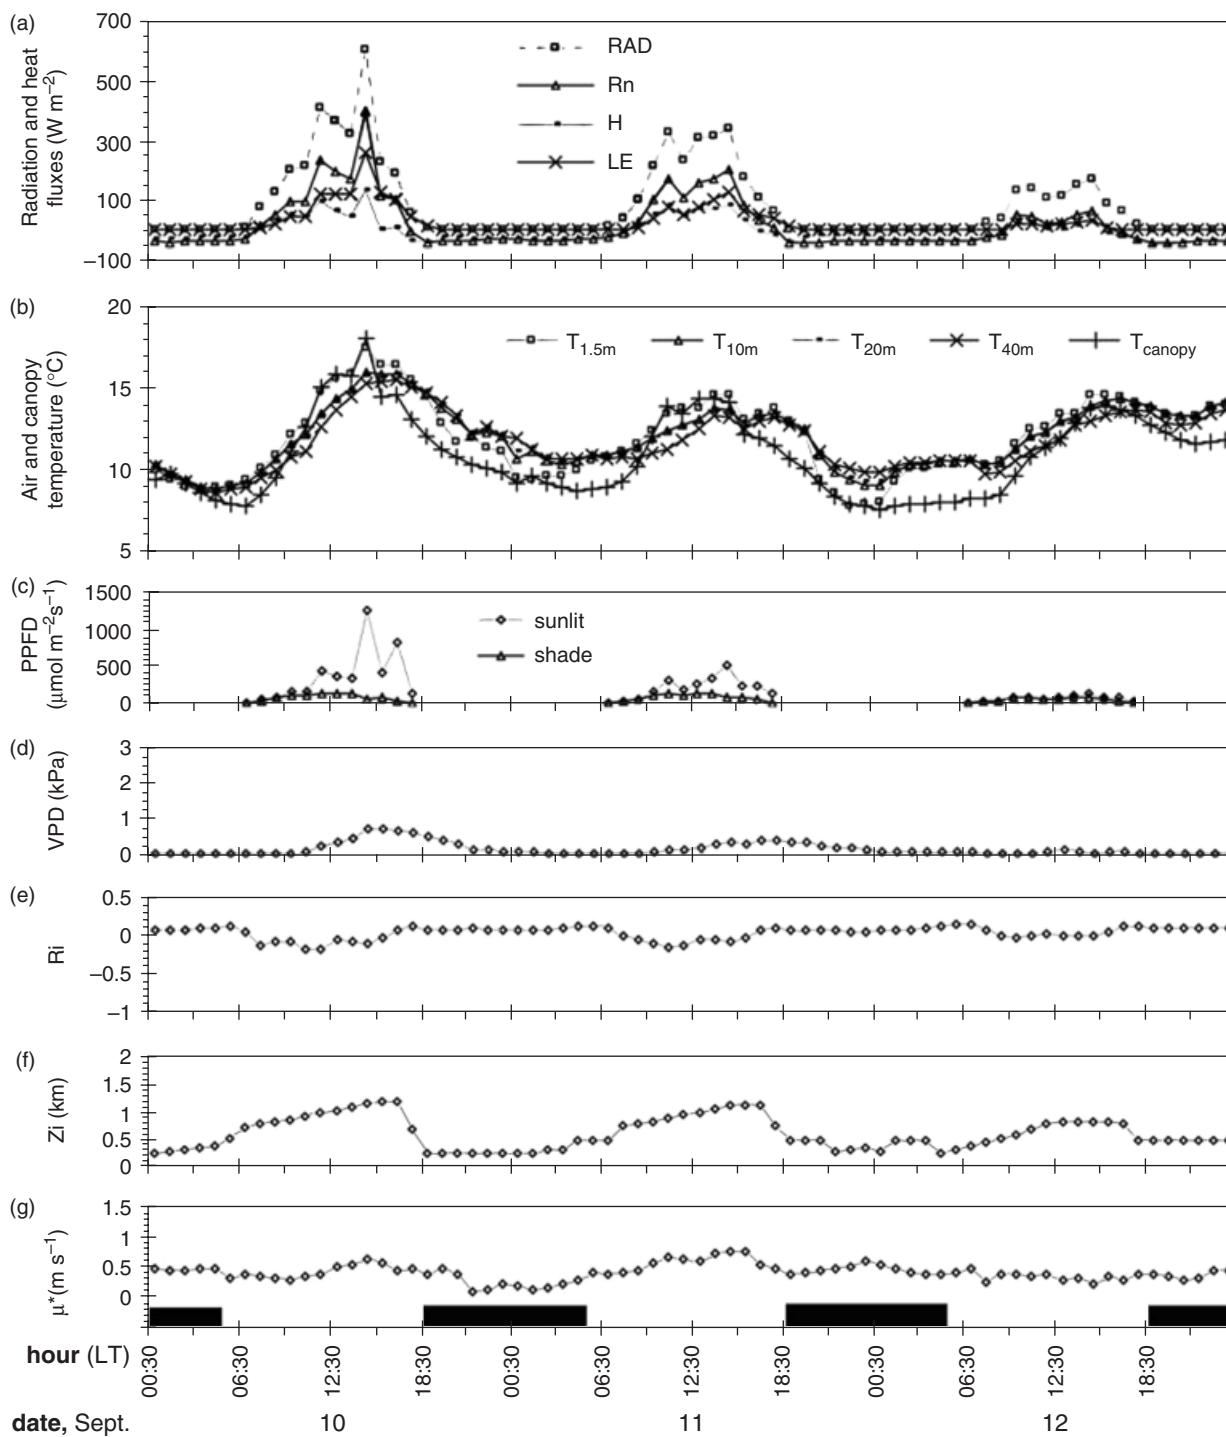 (a)
Radiation and heat
fluxes (W m−2)
700
500
300
100
−100
RAD
Rn
H
LE
(b)
Air and canopy
temperature (°C)
20
15
10
5
T1.5m
T10m
T20m
T40m
Tcanopy
(c)
PPFD
(μmol m−2s−1)
1500
1000
500
0
sunlit
shade
(d)
VPD (kPa)
3
2
1
0
(e)
Ri
0.5
0
−0.5
−1
(f)
Zi (km)
2
1.5
1
0.5
0
(g)
μ*(m s−1)
1.5
1
0.5
0
hour (LT)
00:30 06:30 12:30 18:30 00:30 06:30 12:30 18:30 00:30 06:30 12:30 18:30
date, Sept. 10 11 12